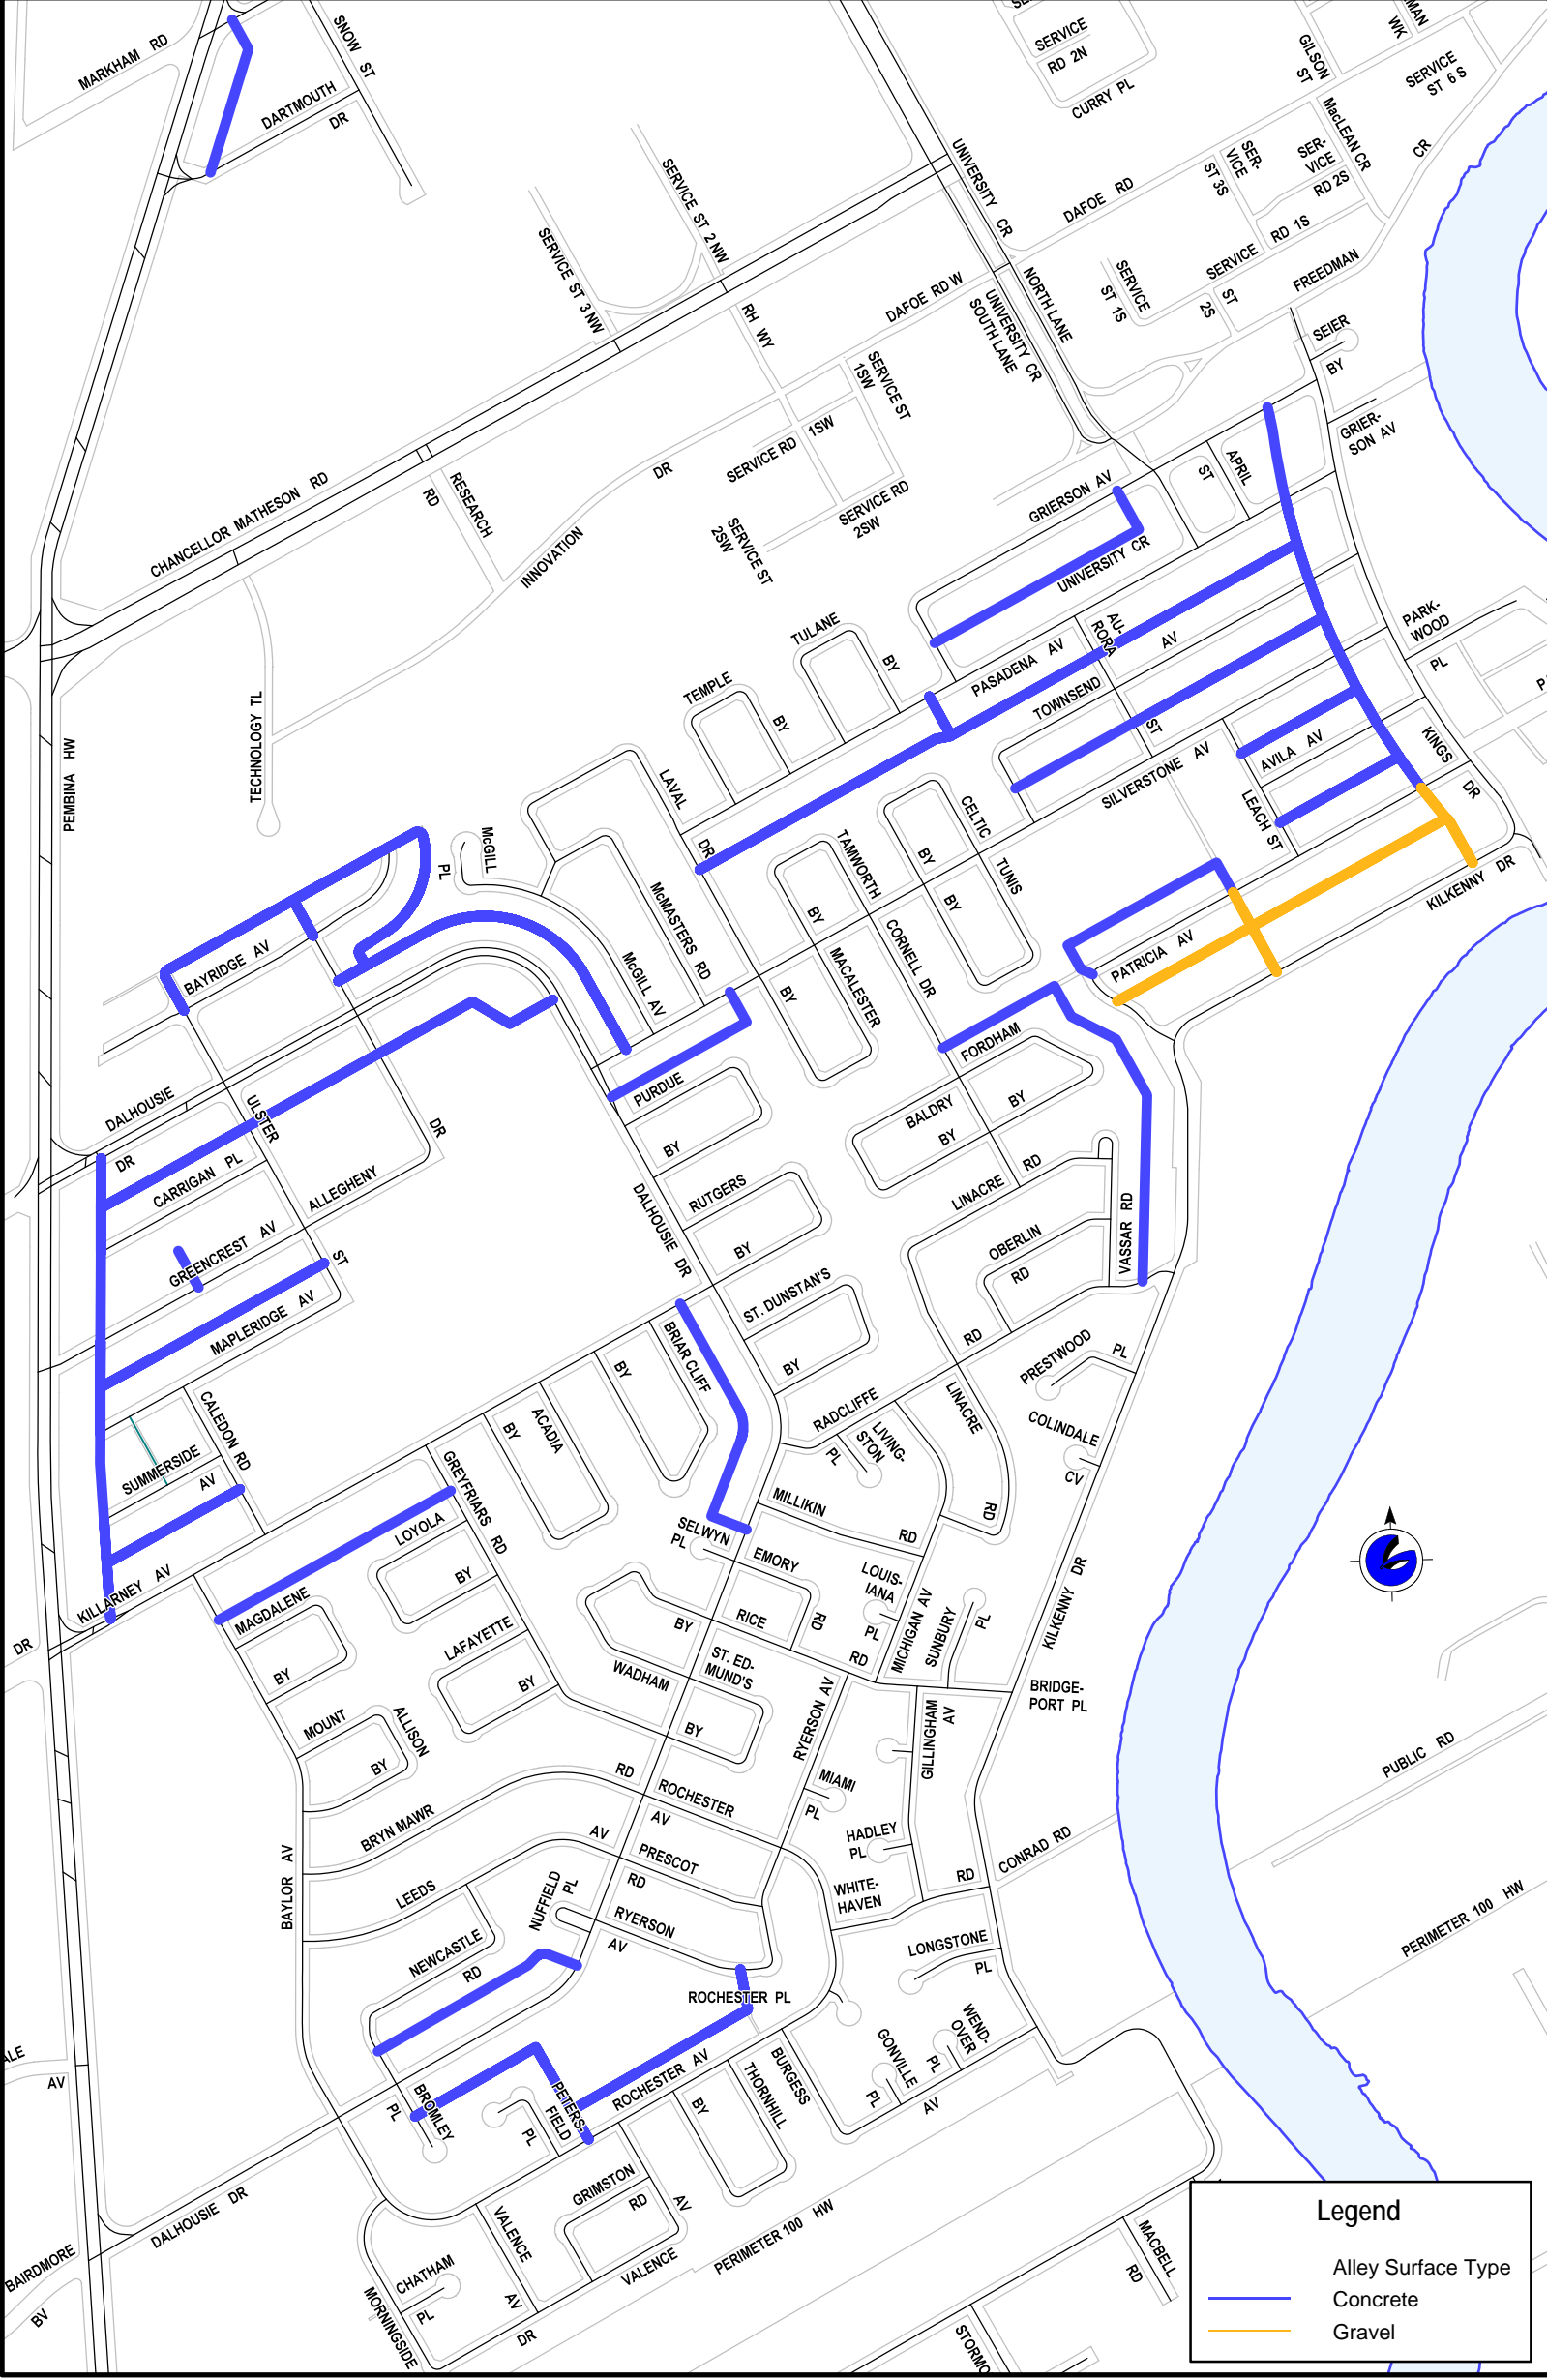 MARKHAM RD
SNOW ST
DARTMOUTH
DR
SERVICE
RD 2N
CURRY PL
GILSON
ST
WK
SERVICE
ST 6 S
MacLEAN CR
CR
SER-
VICE
ST 3S
SER-
VICE
RD 2S
RD 1S
SERVICE
UNIVERSITY CR
DAFOE RD
SERVICE ST 2 NW
SERVICE ST 3 NW
RH WY
DAFOE RD W
NORTH LANE
UNIVERSITY CR
SOUTH LANE
SERVICE
ST 1S
ST
2S
FREEDMAN
SEIER
BY
GRIER-
SON AV
SERVICE ST
1SW
SERVICE RD 1SW
SERVICE RD
2SW
SERVICE ST
2SW
DR
INNOVATION
RESEARCH
RD
CHANCELLOR MATHESON RD
GRIERSON AV
ST
APRIL
UNIVERSITY CR
TECHNOLOGY TL
PEMBINA HW
TULANE
BY
TEMPLE
BY
PASADENA AV
AU-
RORA
ST
TOWNSEND AV
PARK-
WOOD
PL
SILVERSTONE AV
AVILA AV
LEACH ST
KINGS
DR
KILKENNY DR
LAVAL
DR
CELTIC
BY
TAMWORTH
BY
TUNIS
BY
McGILL
PL
McMASTERS RD
McGILL AV
MACALESTER
BY
CORNELL DR
PATRICIA AV
BAYRIDGE AV
DALHOUSIE
DR
ULSTER
ST
DR
CARRIGAN PL
ALLEGHENY
GREENCREST AV
MAPLERIDGE AV
PURDUE
BY
FORDHAM
BY
BALDRY
BY
LINACRE RD
RUTGERS
BY
DALHOUSIE DR
OBERLIN
RD
VASSAR RD
ST. DUNSTAN'S
BY
RD
PRESTWOOD
PL
CALEDON RD
SUMMERSIDE
AV
BRIAR CLIFF
BY
ACADIA
BY
RADCLIFFE
LIVING-
STON
PL
LINACRE
RD
COLINDALE
CV
GREYFRIARS RD
LOYOLA
BY
KILLARNEY AV
DR
MAGDALENE
BY
MILLIKIN
RD
SELWYN
PL
EMORY
RD
LOUIS-
IANA
PL
RICE
RD
MICHIGAN AV
SUNBURY
PL
KILKENNY DR
LAFAYETTE
BY
WADHAM
BY
ST. ED-
MUND'S
BY
RYERSON AV
GILLINGHAM
AV
BRIDGE-
PORT PL
MOUNT
ALLISON
BY
PUBLIC RD
RD
ROCHESTER
AV
MIAMI
PL
BRYN MAWR
HADLEY
PL
CONRAD RD
BAYLOR AV
AV
PRESCOT
RD
LEEDS
WHITE-
HAVEN
RD
NUFFIELD
PL
RYERSON
AV
PERIMETER 100 HW
NEWCASTLE
RD
LONGSTONE
PL
ROCHESTER PL
WEND-
OVER
PL
GONVILLE
PL
AV
BURGESS
THORNHILL
BY
ROCHESTER AV
PETERS-
FIELD
PL
BROMLEY
PL
AV
DALHOUSIE DR
GRIMSTON
RD
AV
VALENCE
AV
VALENCE
DR
PERIMETER 100 HW
BAIRDMORE
BV
CHATHAM
PL
MORNINGSIDE
MACBELL
RD
Legend
Alley Surface Type
Concrete
Gravel